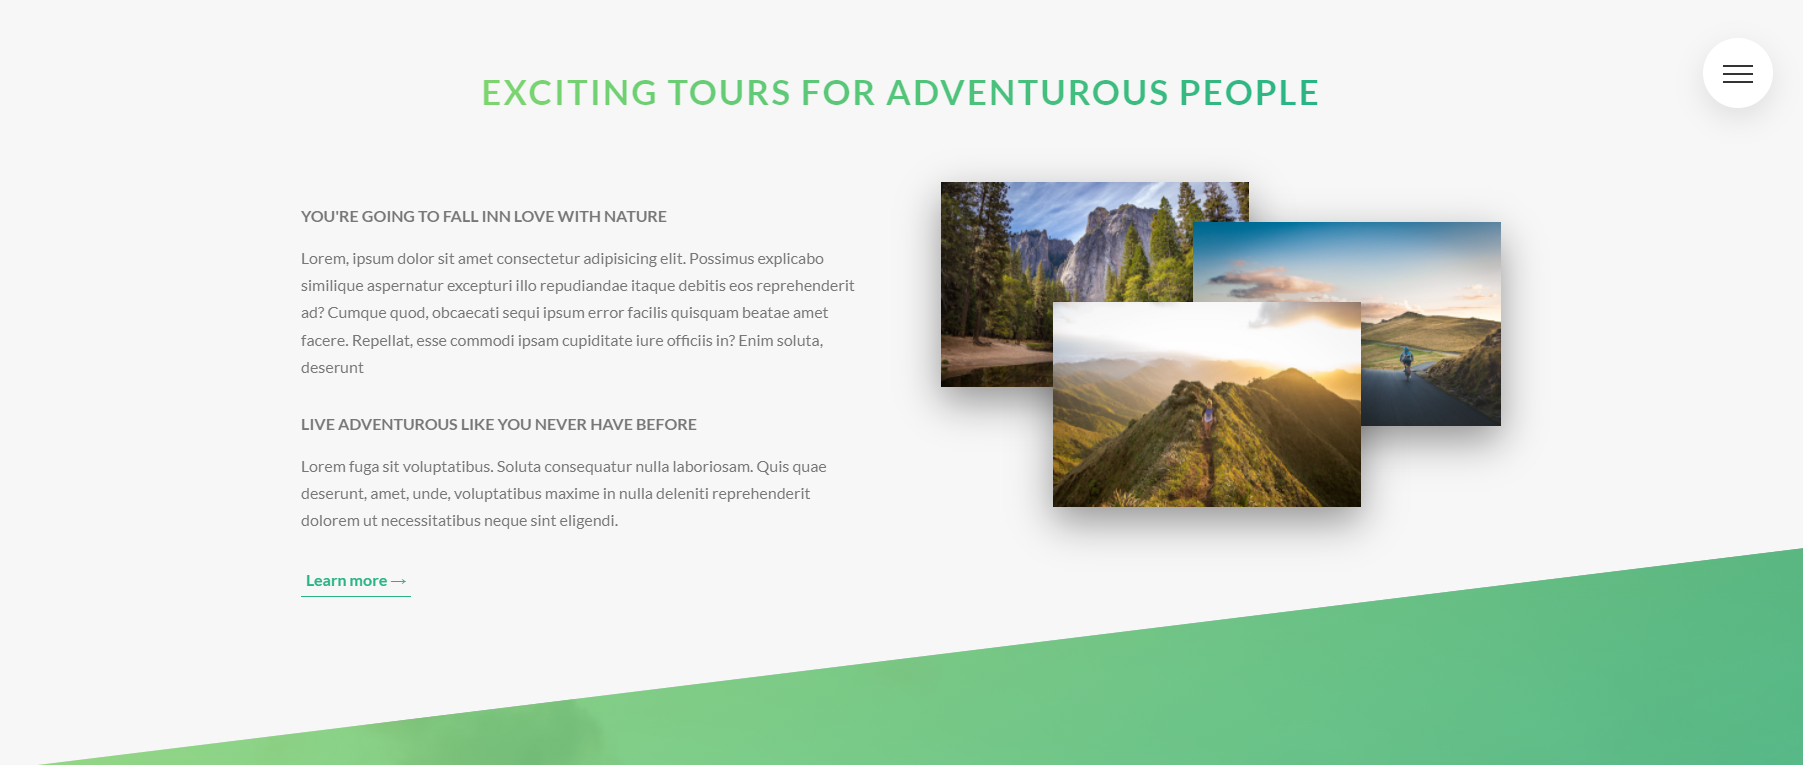 EXCITING TOURS FOR ADVENTUROUS PEOPLE
YOU'RE GOING TO FALL INN LOVE WITH NATURE
Lorem, ipsum dolor sit amet consectetur adipisicing elit. Possimus explicabo
similique aspernatur excepturi illo repudiandae itaque debitis eos reprehenderit
ad? Cumque quod, obcaecati sequi ipsum error facilis quisquam beatae amet
facere. Repellat, esse commodi ipsam cupiditate iure officiis in? Enim soluta,
deserunt
LIVE ADVENTUROUS LIKE YOU NEVER HAVE BEFORE
Lorem fuga sit voluptatibus. Soluta consequatur nulla laboriosam. Quis quae
deserunt, amet, unde, voluptatibus maxime in nulla deleniti reprehenderit
dolorem ut necessitatibus neque sint eligendi.
Learn more →